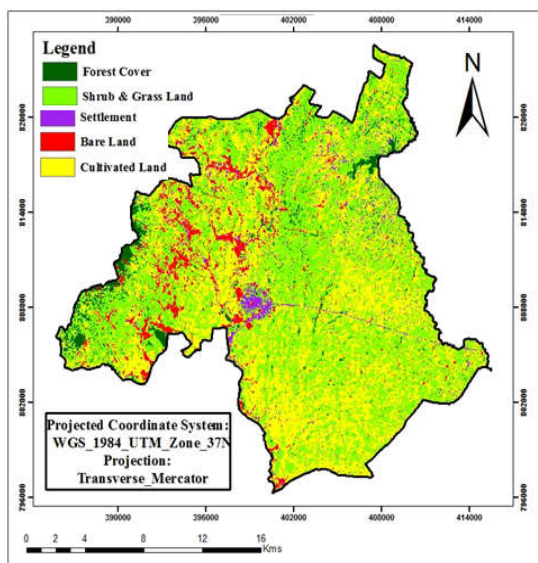 390000 396000 402000 408000 414000
Legend
Forest Cover
Shrub & Grass Land
Settlement
Bare Land
Cultivated Land
N
820000 820000
814000 814000
808000 808000
802000 802000
796000 796000
Projected Coordinate System:
WGS_1984_UTM_Zone_37N
Projection:
Transverse_Mercator
390000 396000 402000 408000 414000
0 2 4 8 12 16
Kms